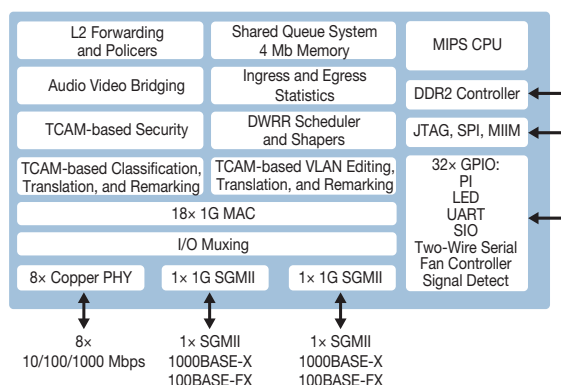 L2 Forwarding
and Policers
Shared Queue System
4 Mb Memory
MIPS CPU
Audio Video Bridging
Ingress and Egress
Statistics
DDR2 Controller
TCAM-based Security
DWRR Scheduler
and Shapers
JTAG, SPI, MIIM
TCAM-based Classification,
Translation, and Remarking
TCAM-based VLAN Editing,
Translation, and Remarking
32× GPIO:
PI
LED
UART
SIO
Two-Wire Serial
Fan Controller
Signal Detect
18× 1G MAC
I/O Muxing
8× Copper PHY
1× 1G SGMII
1× 1G SGMII
8×
10/100/1000 Mbps
1× SGMII
1000BASE-X
100BASE-FX
1× SGMII
1000BASE-X
100BASE-FX